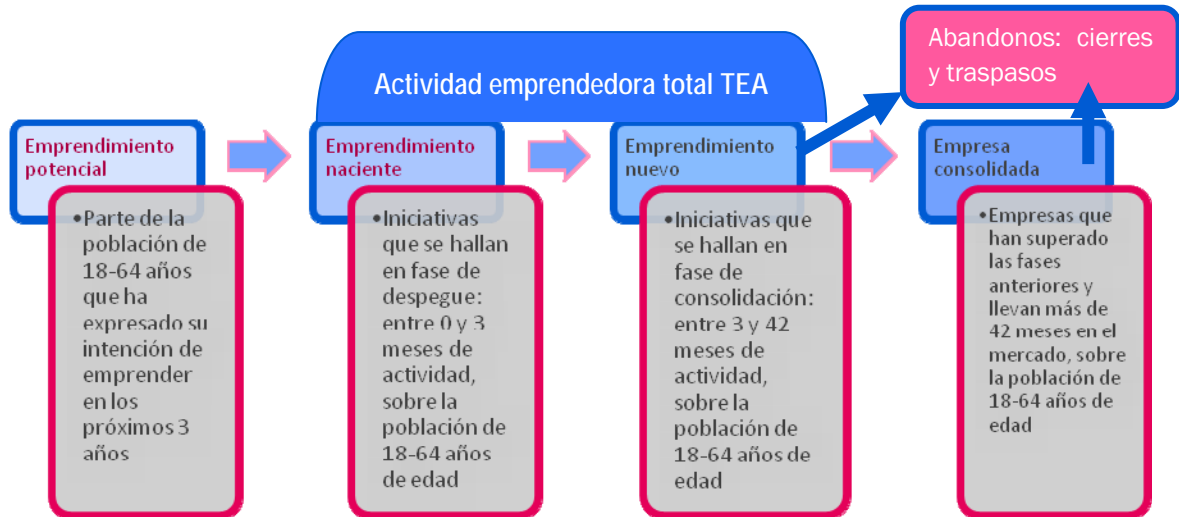 Abandonos: cierres
y traspasos
Actividad emprendedora total TEA
Emprendimiento
potencial
•Parte de la
población de
18-64 años
que ha
expresado su
intención de
emprender
en los
próximos 3
años
Emprendimiento
naciente
•Iniciativas
que se hallan
en fase de
despegue:
entre 0 y 3
meses de
actividad,
sobre la
población de
18-64 años
de edad
Emprendimiento
nuevo
•Iniciativas que
se hallan en
fase de
consolidación:
entre 3 y 42
meses de
actividad,
sobre la
población de
18-64 años de
edad
Empresa
consolidada
•Empresas que
han superado
las fases
anteriores y
llevan más de
42 meses en el
mercado, sobre
la población de
18-64 años de
edad